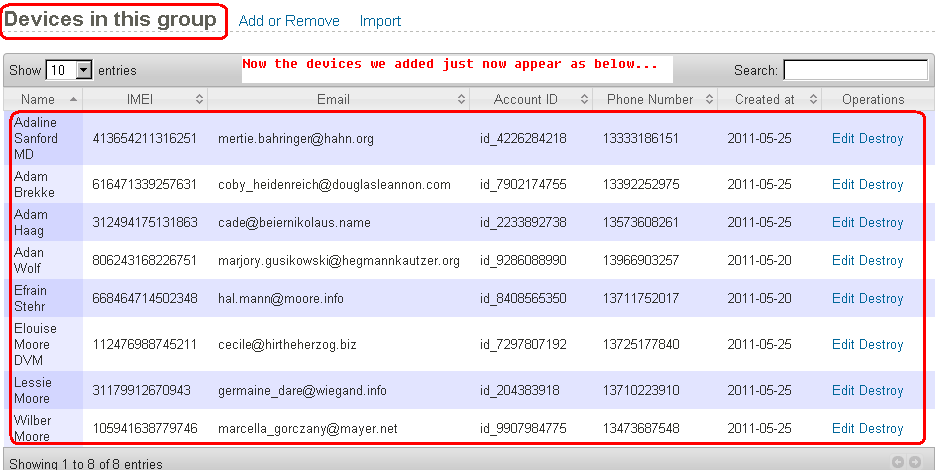 Devices in this group Add or Remove Import
Show 10 entries Now the devices we added just now appear as below... Search:
Name IMEI Email Account ID Phone Number Created at Operations
Adaline
Sanford 413654211316251 mertie.bahringer@hahn.org id_4226284218 13333186151 2011-05-25 Edit Destroy
MD
Adam
Brekke 616471339257631 coby_heidenreich@douglasleannon.com id_7902174755 13392252975 2011-05-25 Edit Destroy
Adam
Haag 312494175131863 cade@beiernikolaus.name id_2233892738 13573608261 2011-05-25 Edit Destroy
Adan
Wolf 806243168226751 marjory.gusikowski@hegmannkautzer.org id_9286088990 13966903257 2011-05-20 Edit Destroy
Efrain
Stehr 668464714502348 hal.mann@moore.info id_8408565350 13711752017 2011-05-20 Edit Destroy
Elouise
Moore 112476988745211 cecile@hirtheherzog.biz id_7297807192 13725177840 2011-05-25 Edit Destroy
DVM
Lessie
Moore 31179912670943 germaine_dare@wiegand.info id_204383918 13710223910 2011-05-25 Edit Destroy
Wilber
Moore 105941638779746 marcella_gorczany@mayer.net id_9907984775 13473687548 2011-05-25 Edit Destroy
Showing 1 to 8 of 8 entries